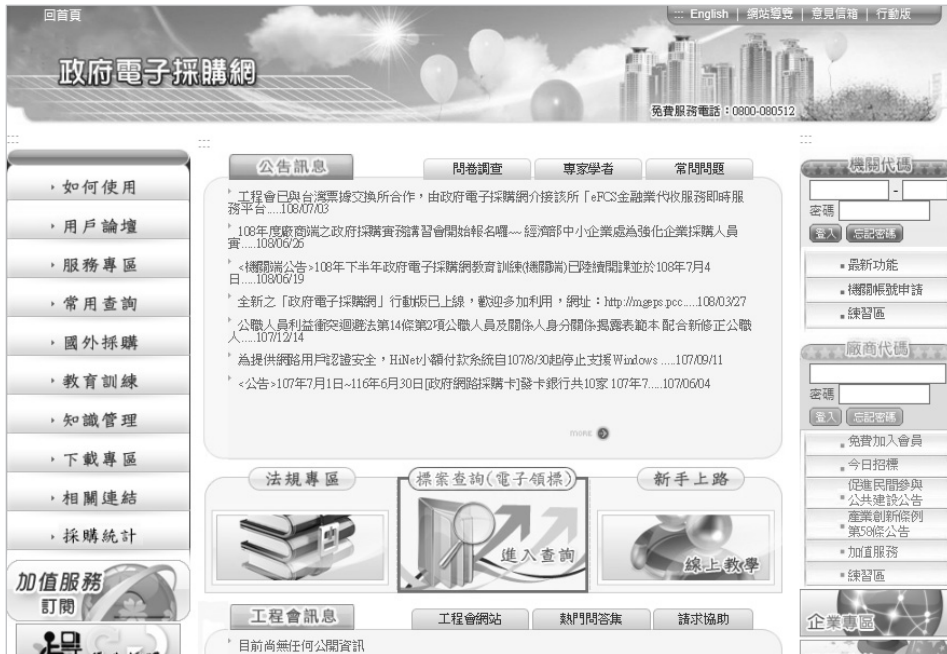 回首頁
::: English | 網站導覽 | 意見信箱 | 行動版
政府電子採購網
免費服務電話：0800-080512
:::
如何使用
用戶論壇
服務專區
常用查詢
國外採購
教育訓練
知識管理
下載專區
相關連結
採購統計
加值服務
訂閱
:::
公告訊息
問卷調查
專家學者
常問問題
工程會已與台灣票據交換所合作，由政府電子採購網介接該所「eFCS金融業代收服務即時服
務平台.....108/07/03
108年度廠商端之政府採購實務講習會開始報名囉~~ 經濟部中小企業處為強化企業採購人員
實.....108/06/26
<機關端公告>108年下半年政府電子採購網教育訓練(機關端)已陸續開課並於108年7月4
日.....108/06/19
全新之「政府電子採購網」行動版已上線，歡迎多加利用，網址：http://mgeps.pcc.....108/03/27
公職人員利益衝突迴避法第14條第2項公職人員及關係人身分關係揭露表範本 配合新修正公職
人.....107/12/14
為提供網路用戶認證安全，HiNet小額付款系統自107/8/30起停止支援 Windows .....107/09/11
<公告>107年7月1日~116年6月30日[政府網路採購卡]發卡銀行共10家 107年7.....107/06/04
MORE
法規專區
標案查詢(電子領標)
進入查詢
新手上路
線上教學
工程會訊息
工程會網站
熱門問答集
請求協助
目前尚無任何公開資訊
:::
機關代碼
-
密碼
登入 忘記密碼
最新功能
機關帳號申請
練習區
廠商代碼
密碼
登入 忘記密碼
免費加入會員
今日招標
促進民間參與
公共建設公告
產業創新條例
第58條公告
加值服務
練習區
企業專區